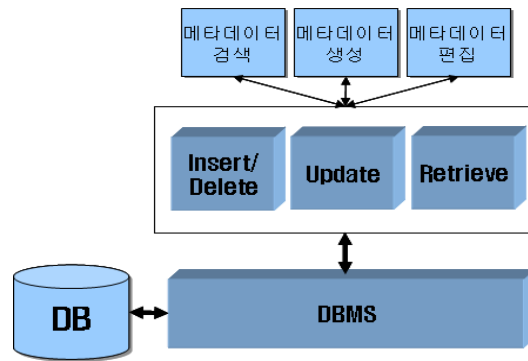 메타데이터
검색
메타데이터
생성
메타데이터
편집
Insert/
Delete
Update
Retrieve
DB
DBMS